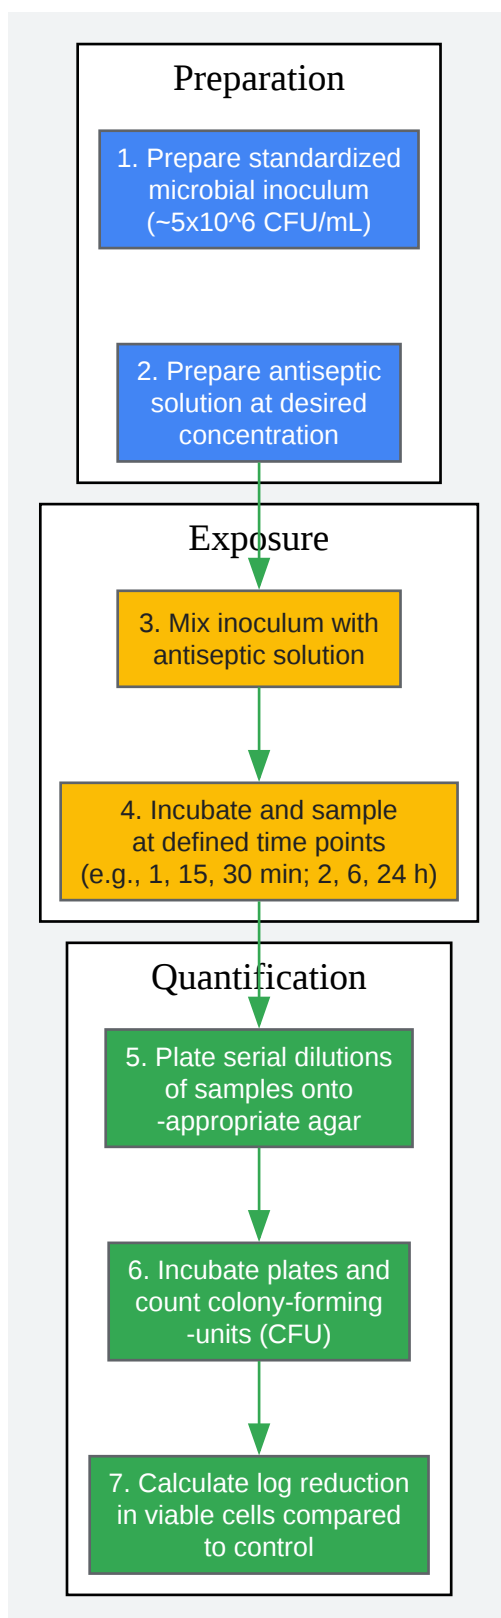 Preparation
1. Prepare standardized
microbial inoculum
(~5x10^6 CFU/mL)
2. Prepare antiseptic
solution at desired
concentration
Exposure
3. Mix inoculum with
antiseptic solution
4. Incubate and sample
at defined time points
(e.g., 1, 15, 30 min; 2, 6, 24 h)
Quantification
5. Plate serial dilutions
of samples onto
-appropriate agar
6. Incubate plates and
count colony-forming
-units (CFU)
7. Calculate log reduction
in viable cells compared
to control